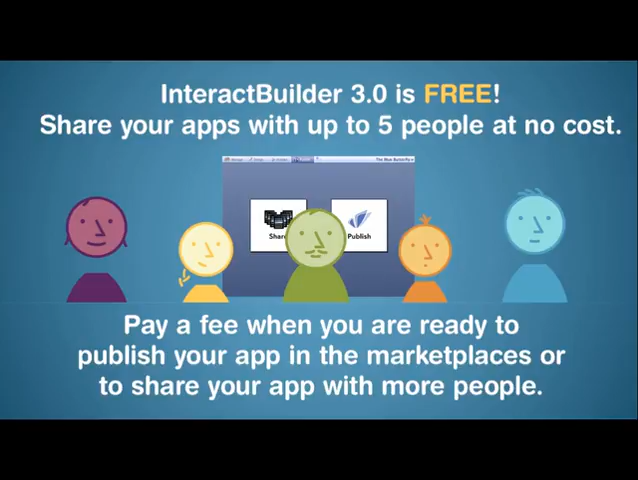 InteractBuilder 3.0 is FREE!
Share your apps with up to 5 people at no cost.
Share Publish
Pay a fee when you are ready to
publish your app in the marketplaces or
to share your app with more people.